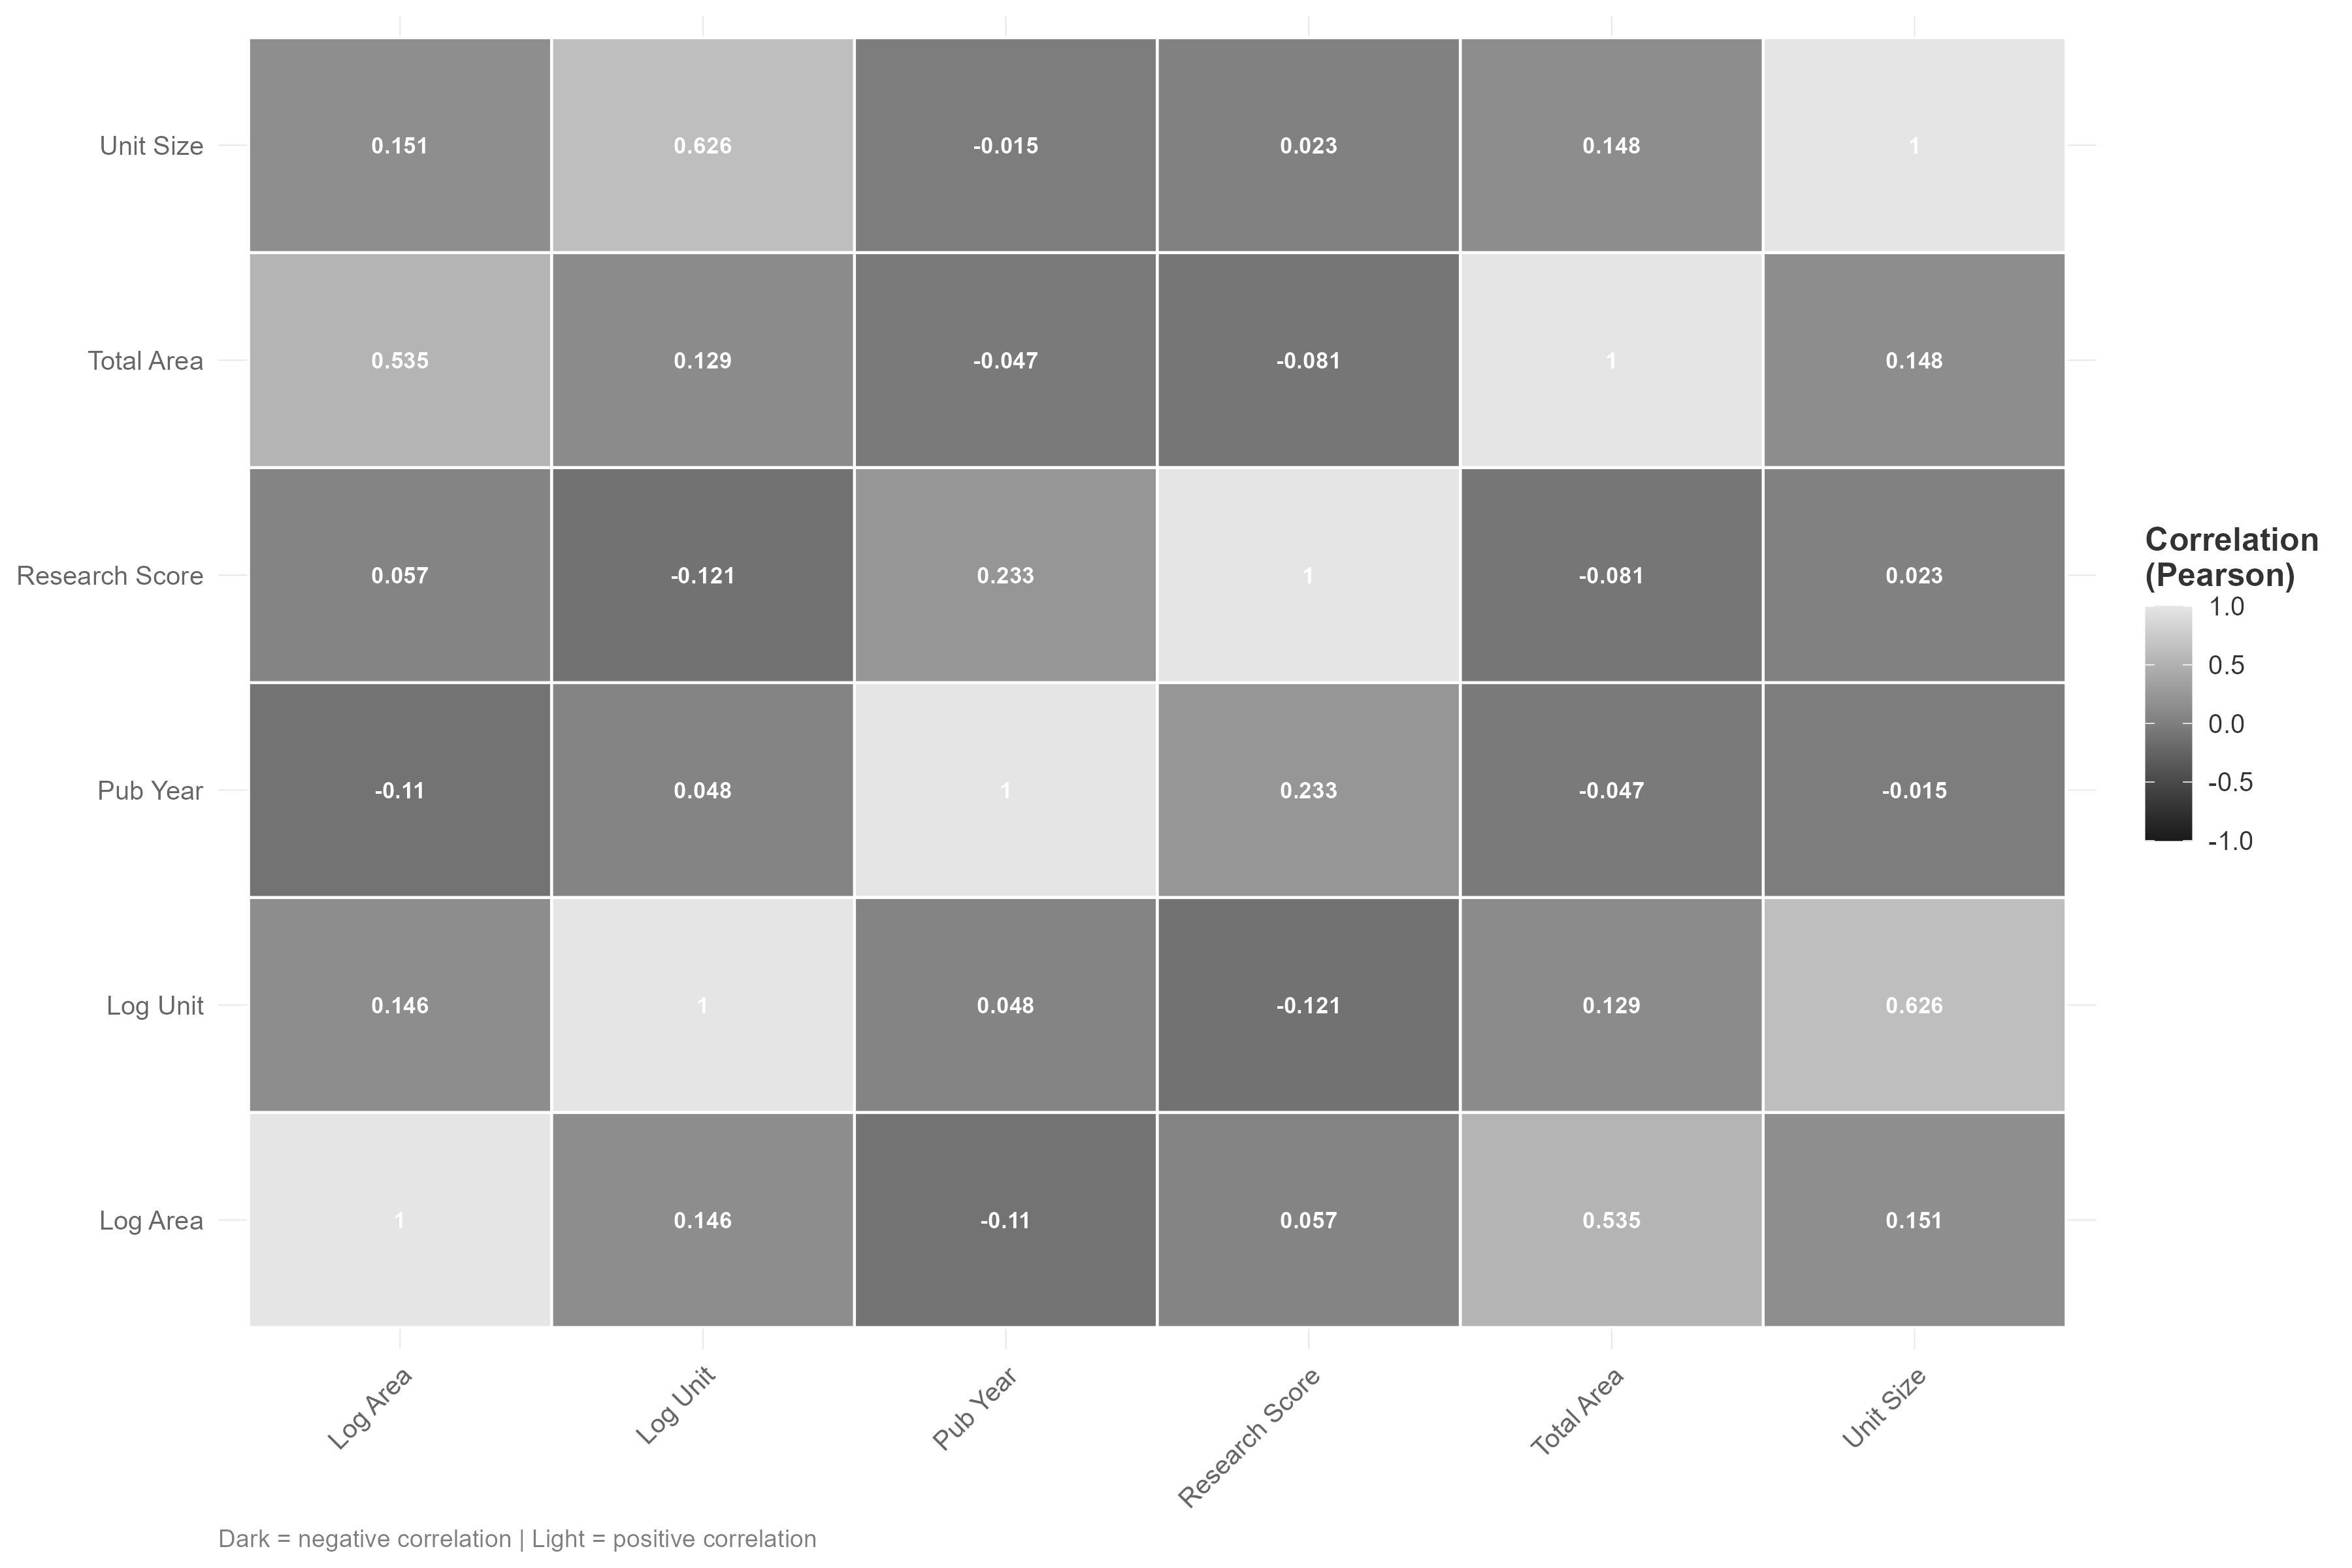 Unit Size 0.151 0.626 -0.015 0.023 0.148 1
Total Area 0.535 0.129 -0.047 -0.081 1 0.148
Research Score 0.057 -0.121 0.233 1 -0.081 0.023
Pub Year -0.11 0.048 1 0.233 -0.047 -0.015
Log Unit 0.146 1 0.048 -0.121 0.129 0.626
Log Area 1 0.146 -0.11 0.057 0.535 0.151
Log Area Log Unit Pub Year Research Score Total Area Unit Size
Correlation
(Pearson)
1.0
0.5
0.0
-0.5
-1.0
Dark = negative correlation | Light = positive correlation